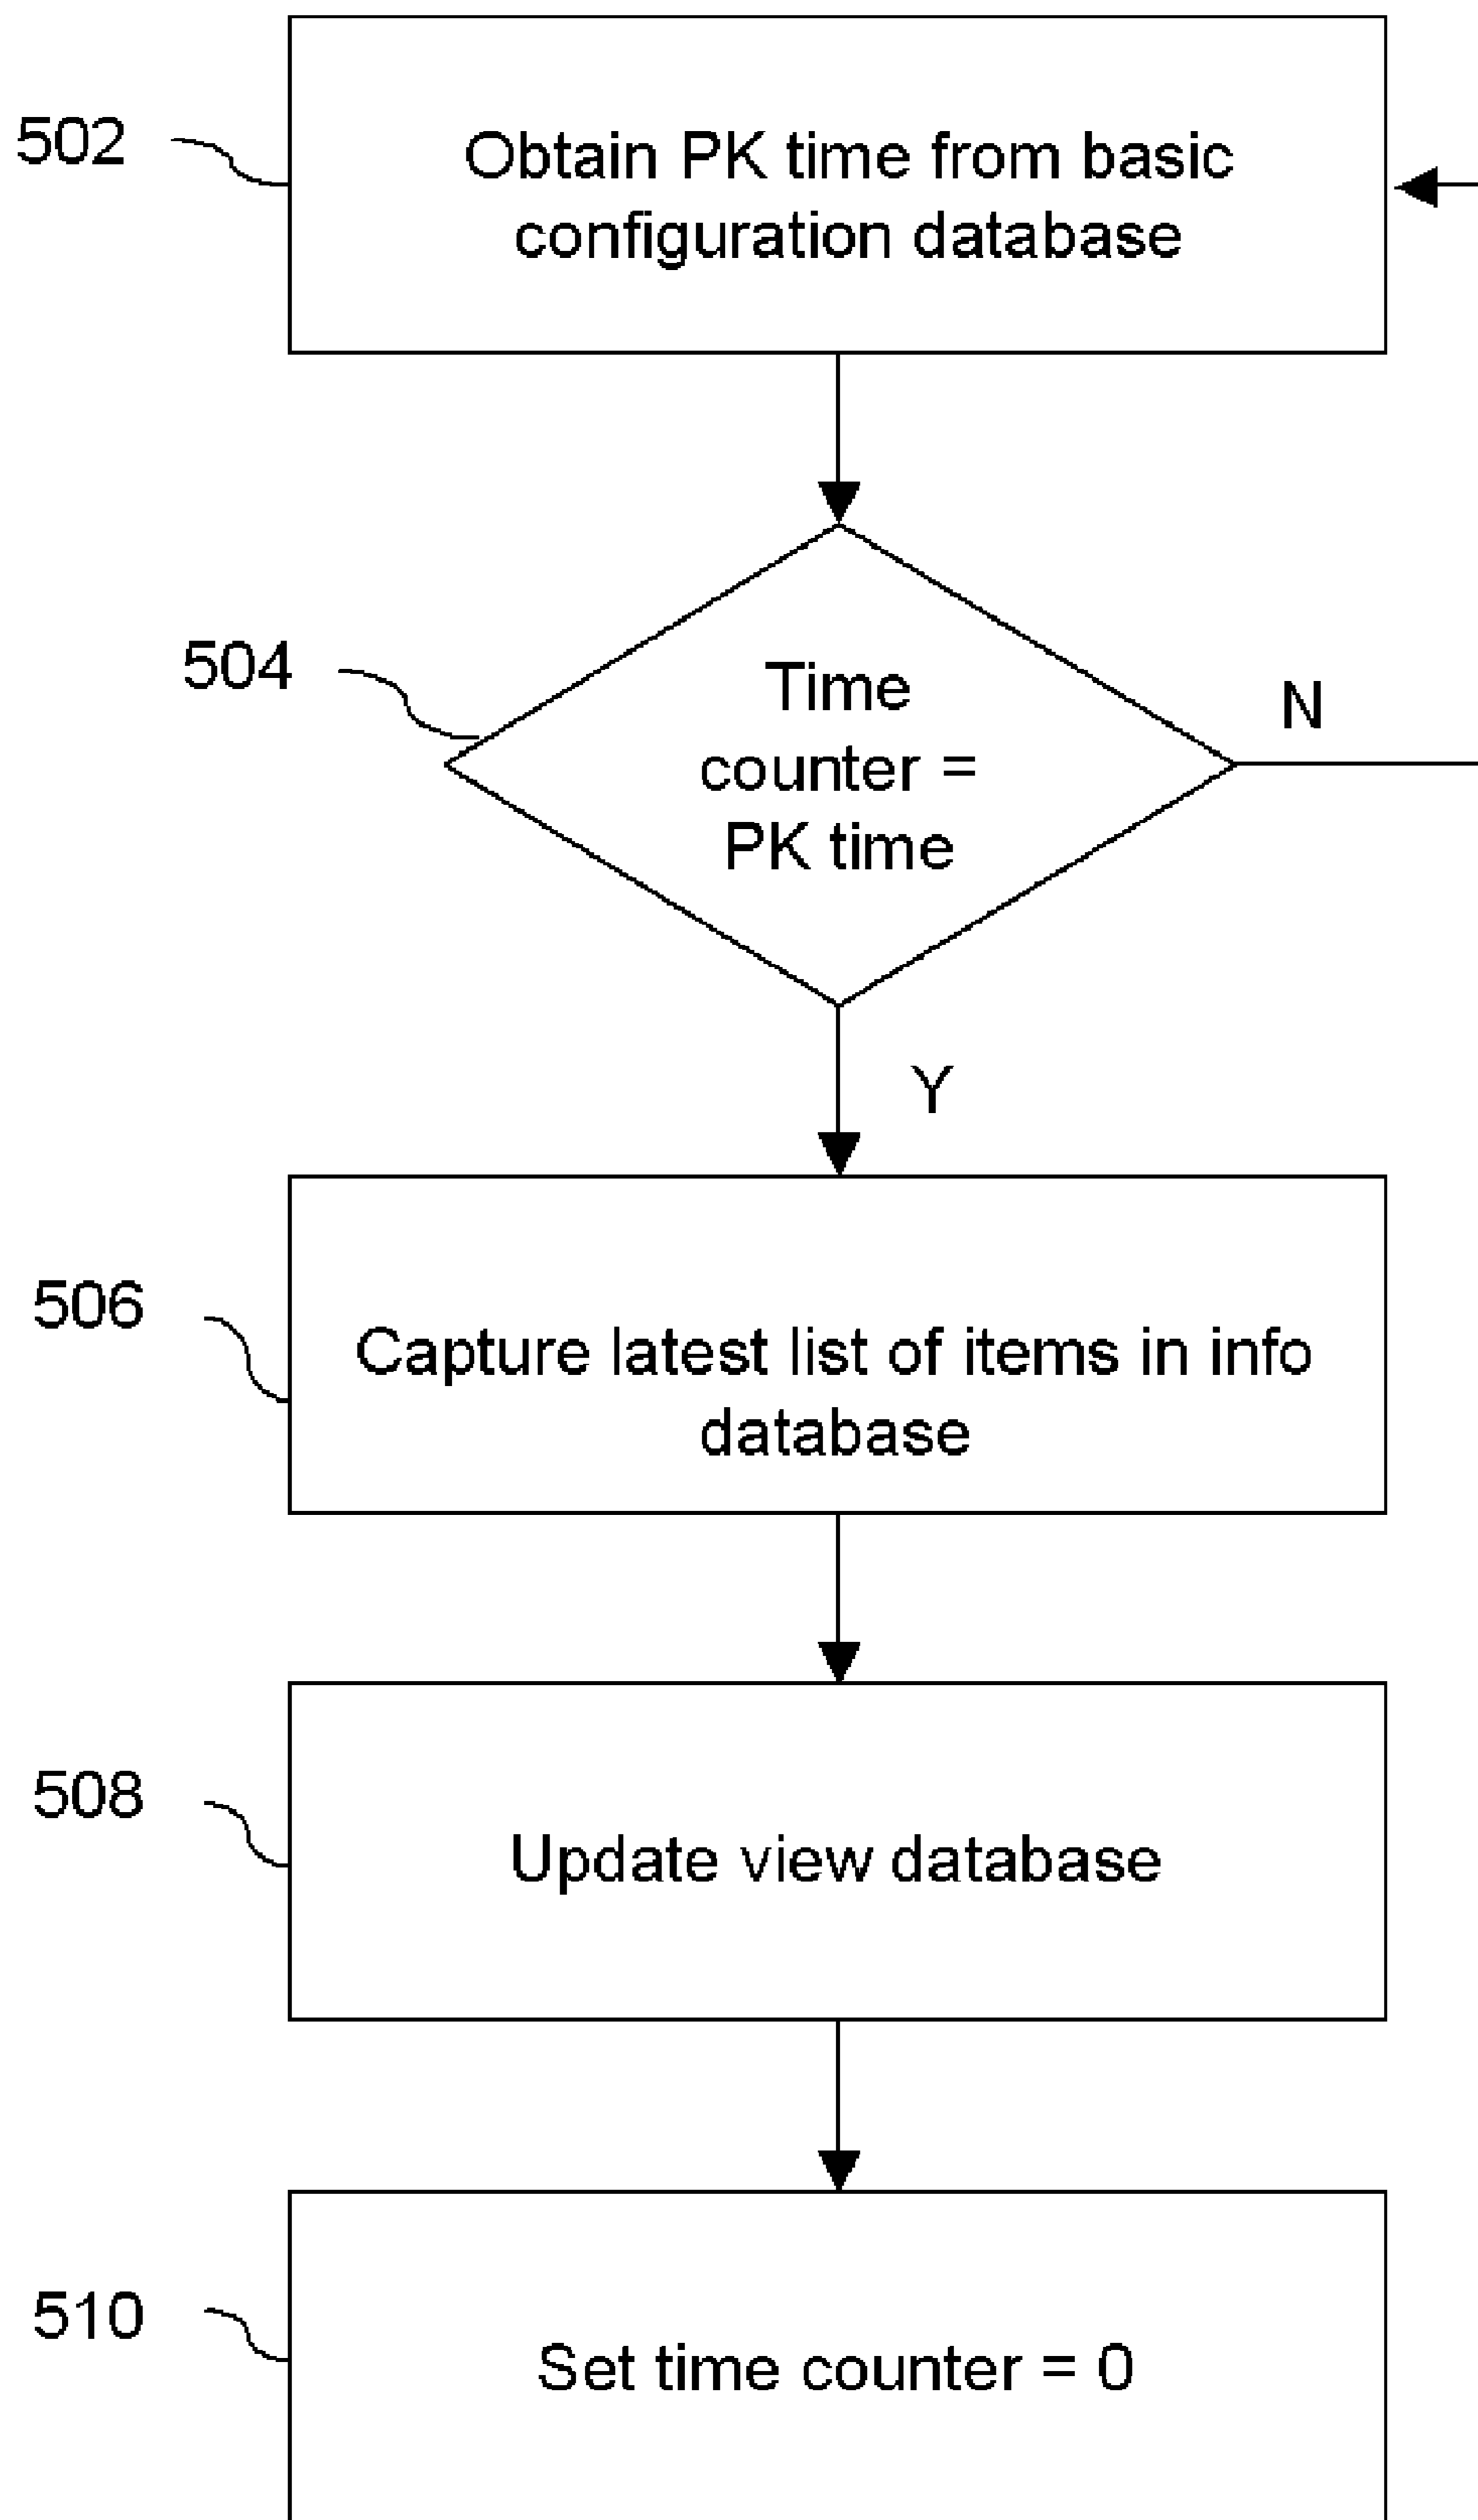 502
Obtain PK time from basic
configuration database
504
Time
counter =
PK time
N
Y
506
Capture latest list of items in info
database
508
Update view database
510
Set time counter = 0